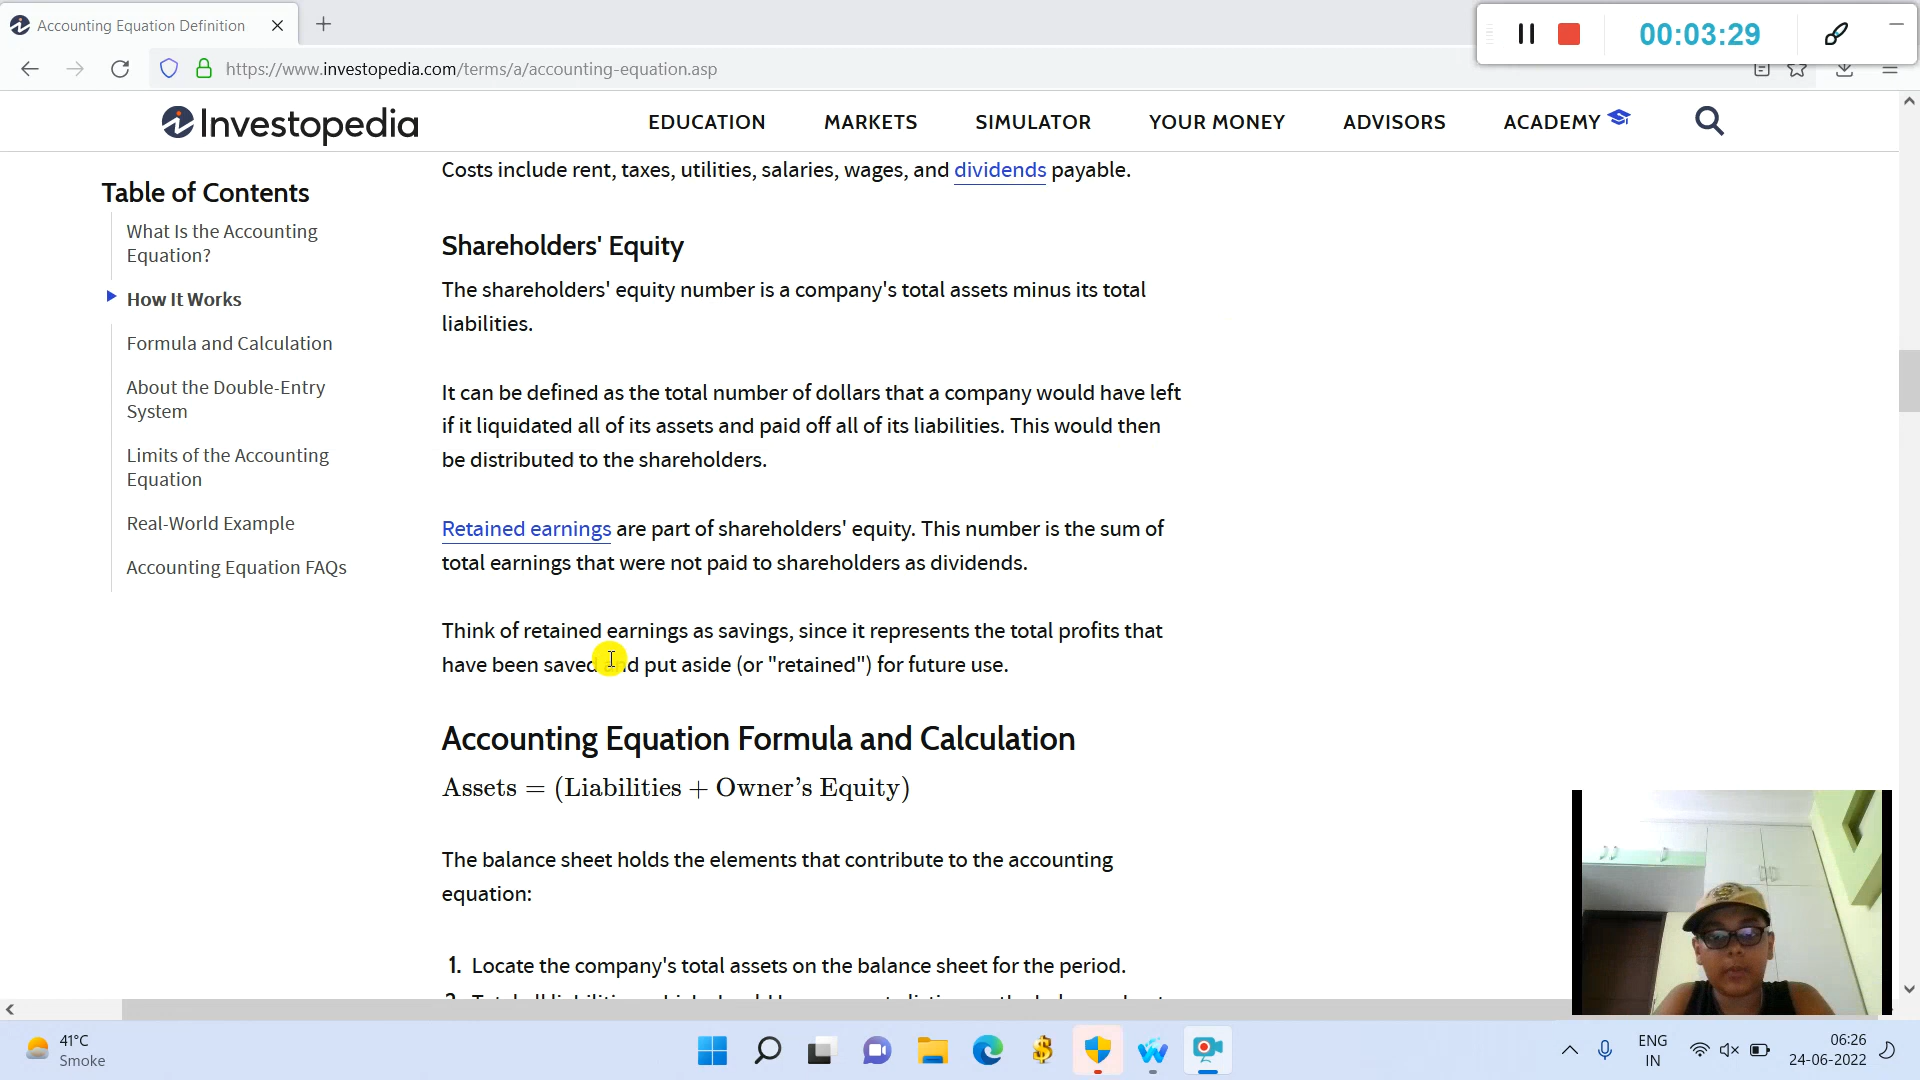 Accounting Equation Definition
00:03:29
https://www.investopedia.com/terms/a/accounting-equation.asp
Investopedia
EDUCATION
MARKETS
SIMULATOR
YOUR MONEY
ADVISORS
ACADEMY
Costs include rent, taxes, utilities, salaries, wages, and dividends payable.
Table of Contents
What Is the Accounting
Equation?
How It Works
Formula and Calculation
About the Double-Entry
System
Limits of the Accounting
Equation
Real-World Example
Accounting Equation FAQs
Shareholders' Equity
The shareholders' equity number is a company's total assets minus its total
liabilities.
It can be defined as the total number of dollars that a company would have left
if it liquidated all of its assets and paid off all of its liabilities. This would then
be distributed to the shareholders.
Retained earnings are part of shareholders' equity. This number is the sum of
total earnings that were not paid to shareholders as dividends.
Think of retained earnings as savings, since it represents the total profits that
have been saved and put aside (or "retained") for future use.
Accounting Equation Formula and Calculation
Assets = (Liabilities + Owner’s Equity)
The balance sheet holds the elements that contribute to the accounting
equation:
1. Locate the company's total assets on the balance sheet for the period.
41°C
Smoke
ENG
IN
06:26
24-06-2022